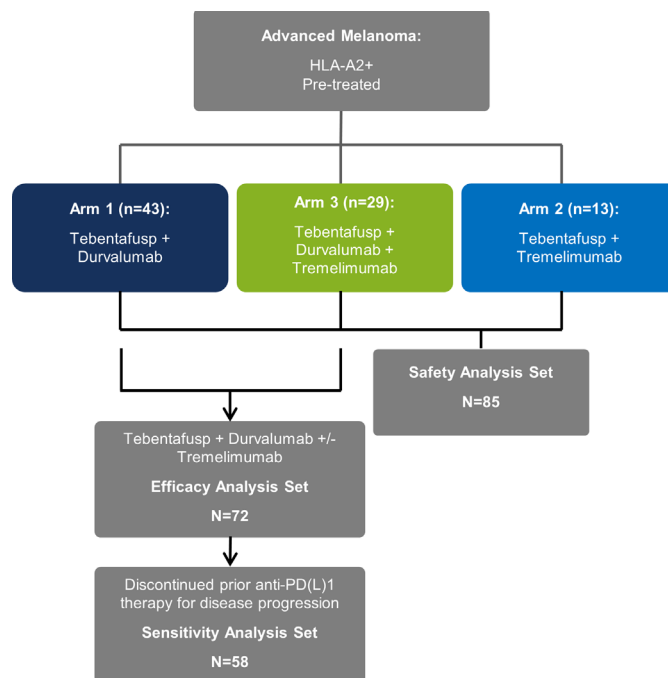 Advanced Melanoma:
HLA-A2+
Pre-treated
Arm 1 (n=43):
Tebentafusp +
Durvalumab
Arm 3 (n=29):
Tebentafusp +
Durvalumab +
Tremelimumab
Arm 2 (n=13):
Tebentafusp +
Tremelimumab
Safety Analysis Set
N=85
Tebentafusp + Durvalumab +/-
Tremelimumab
Efficacy Analysis Set
N=72
Discontinued prior anti-PD(L)1
therapy for disease progression
Sensitivity Analysis Set
N=58